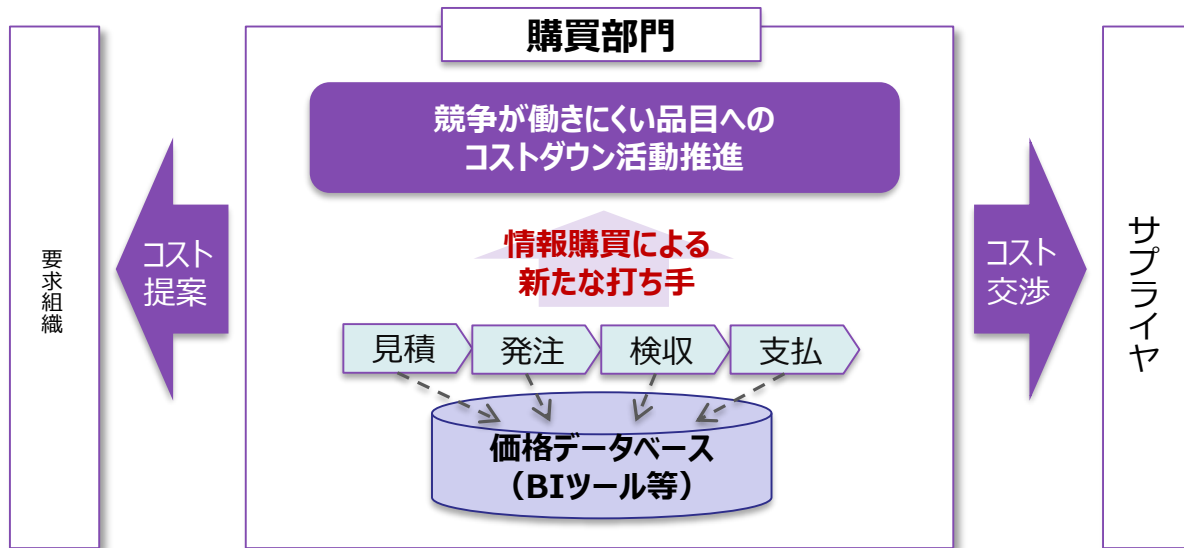 購買部門
競争が働きにくい品目への
コストダウン活動推進
情報購買による
新たな打ち手
要求組織
コスト
提案
コスト
交渉
サプライヤ
見積
発注
検収
支払
価格データベース
（BIツール等）